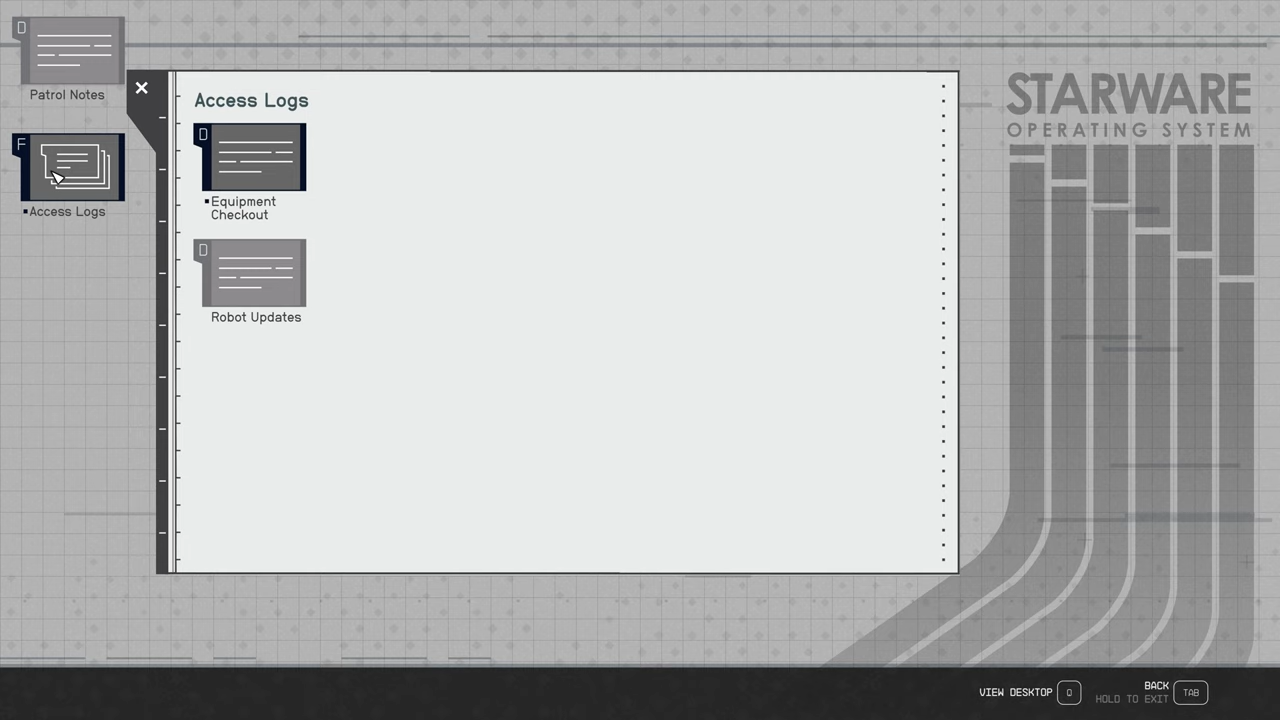 D
Patrol Notes
F
Access Logs
Access Logs
D
Equipment
Checkout
D
Robot Updates
STARWARE
OPERATING SYSTEM
VIEW DESKTOP Q
BACK
HOLD TO EXIT TAB